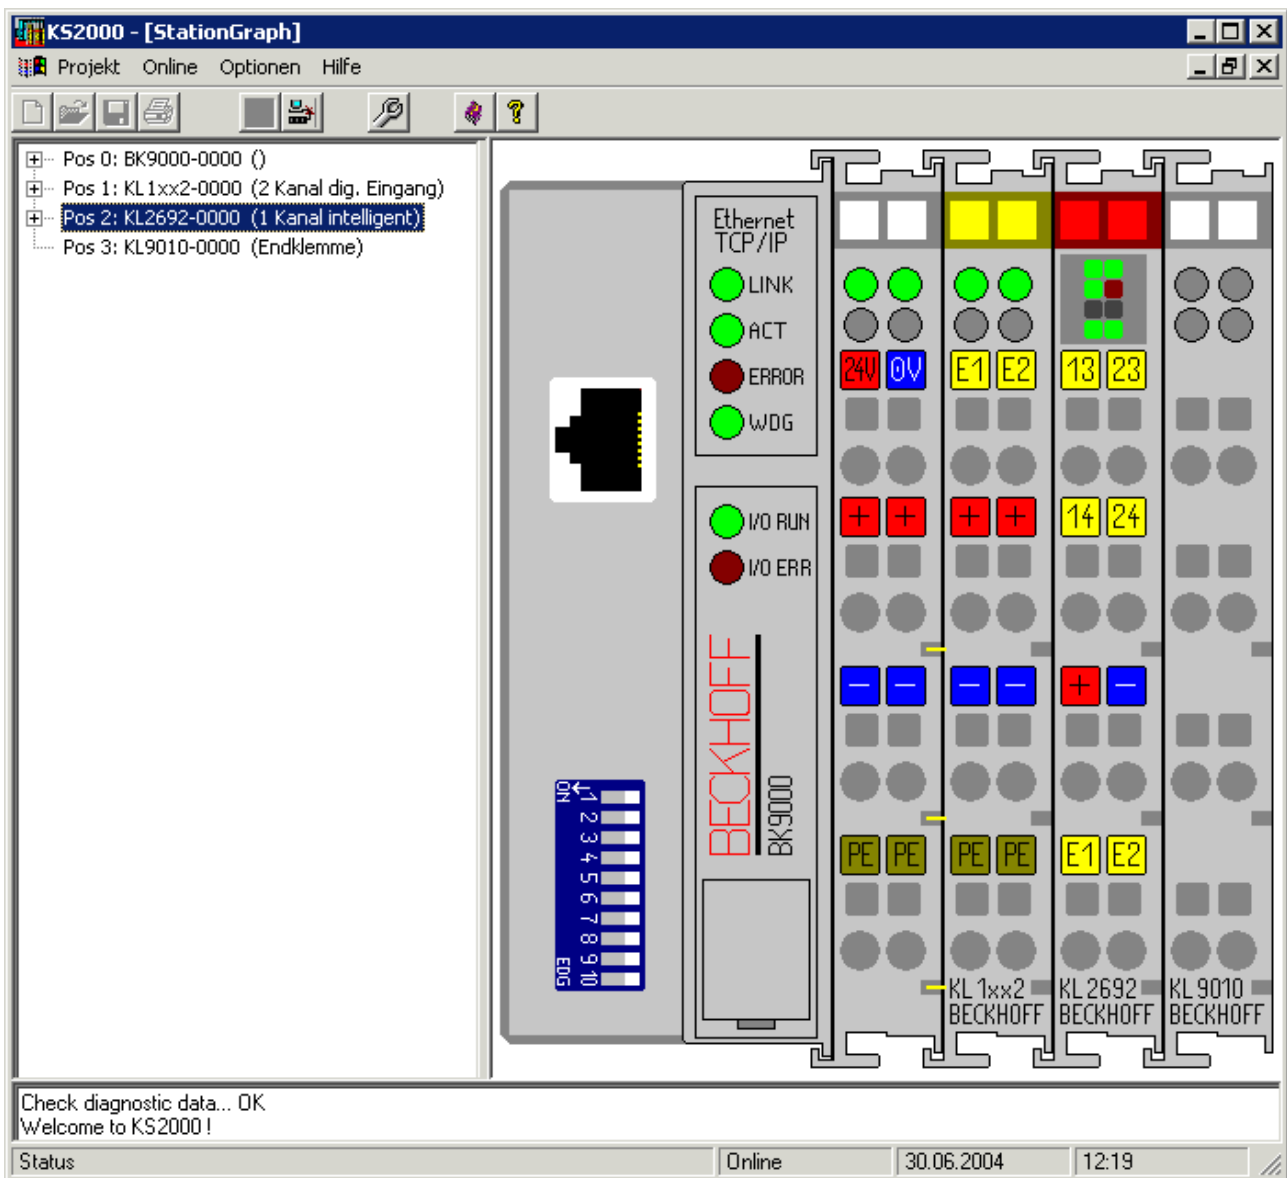 KS2000 - [StationGraph]
Projekt Online Optionen Hilfe
Pos 0: BK9000-0000 ()
Pos 1: KL1xx2-0000 (2 Kanal dig. Eingang)
Pos 2: KL2692-0000 (1 Kanal intelligent)
Pos 3: KL9010-0000 (Endklemme)
Ethernet
TCP/IP
LINK
ACT
ERROR
WDG
I/O RUN
I/O ERR
BECKHOFF
BK9000
ON
1
2
3
4
5
6
7
8
9
10
EDG
24V 0V E1 E2 13 23
+ + + + 14 24
- - - - + -
PE PE PE PE E1 E2
KL1xx2 KL2692 KL9010
BECKHOFF BECKHOFF BECKHOFF
Check diagnostic data... OK
Welcome to KS2000 !
Status Online 30.06.2004 12:19